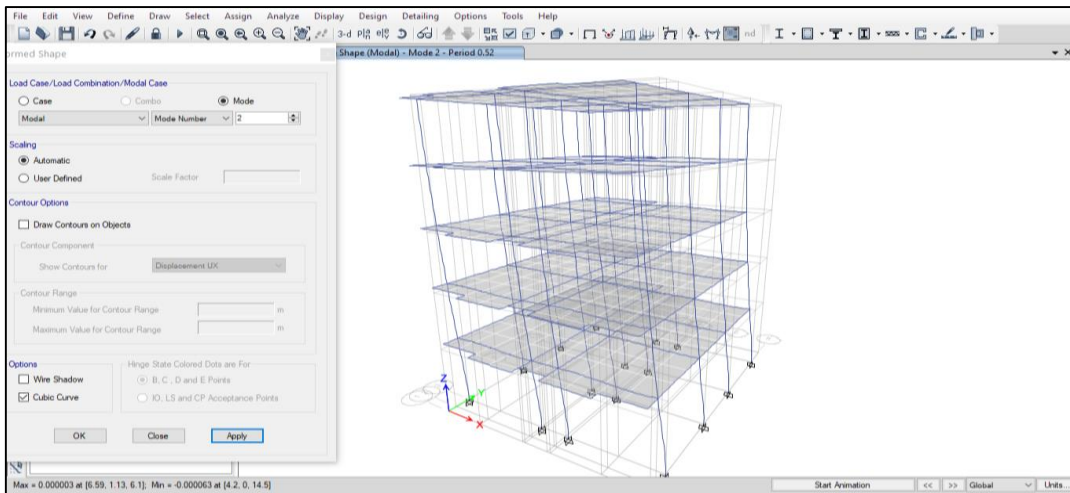 File Edit View Define Draw Select Assign Analyze Display Design Detailing Options Tools Help
3-d nd
ormed Shape
Shape (Modal) - Mode 2 - Period 0.52
Load Case/Load Combination/Modal Case
Case Combo Mode
Modal Mode Number 2
Scaling
Automatic
User Defined Scale Factor
Contour Options
Draw Contours on Objects
Contour Component
Show Contours for Displacement UX
Contour Range
Minimum Value for Contour Range m
Maximum Value for Contour Range m
Options
Hinge State Colored Dots are For
Wire Shadow
B, C , D and E Points
Cubic Curve
IO, LS and CP Acceptance Points
OK Close Apply
Z
Y
X
Max = 0.000003 at [6.59, 1.13, 6.1]; Min = -0.000063 at [4.2, 0, 14.5]
Start Animation << >> Global Units...